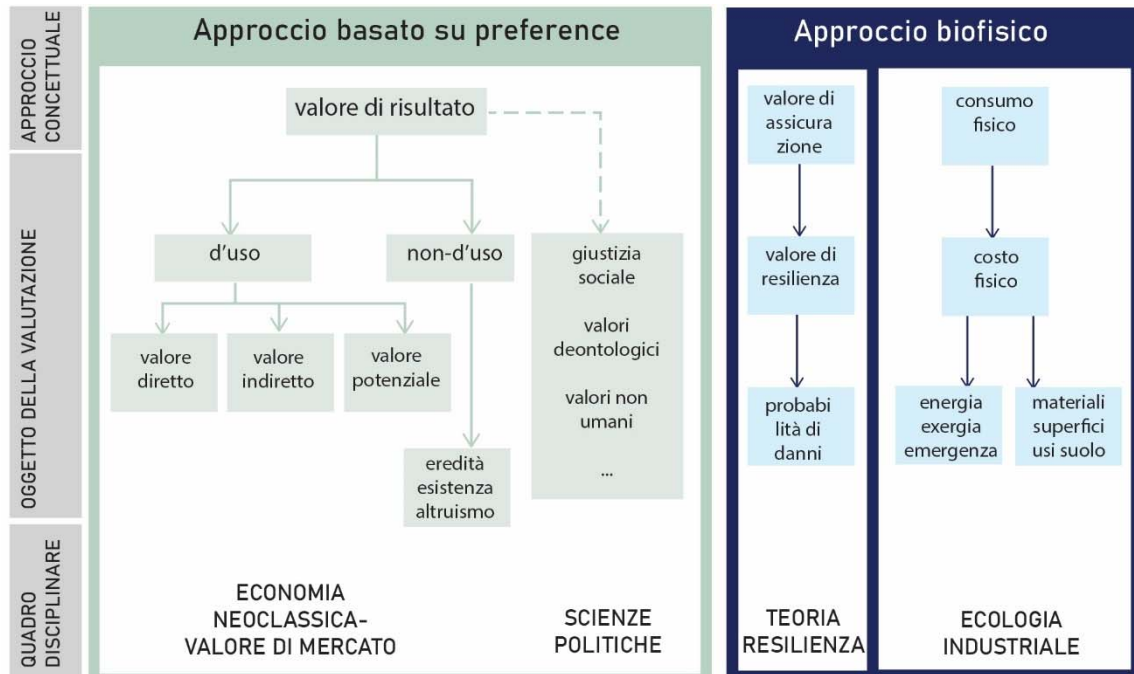 APPROCCIO
CONCETTUALE
OGGETTO DELLA VALUTAZIONE
QUADRO
DISCIPLINARE
Approccio basato su preference
valore di risultato
d'uso
non-d'uso
valore
diretto
valore
indiretto
valore
potenziale
eredità
esistenza
altruismo
giustizia
sociale
valori
deontologici
valori non
umani
...
ECONOMIA
NEOCLASSICA-
VALORE DI MERCATO
SCIENZE
POLITICHE
Approccio biofisico
valore di
assicura
zione
valore di
resilienza
probabi
lità di
danni
TEORIA
RESILIENZA
consumo
fisico
costo
fisico
energia
exergia
emergenza
materiali
superfici
usi suolo
ECOLOGIA
INDUSTRIALE